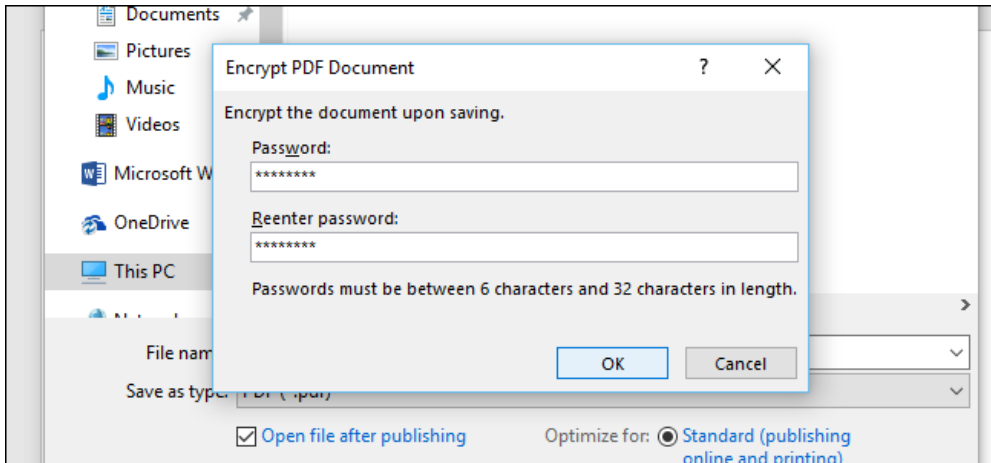 Documents
Pictures
Music
Videos
Microsoft W
OneDrive
This PC
Encrypt PDF Document
?
Encrypt the document upon saving.
Password:
********
Reenter password:
********
Passwords must be between 6 characters and 32 characters in length.
OK Cancel
File nam
Save as type:
Open file after publishing
Optimize for: Standard (publishing
online and printing)